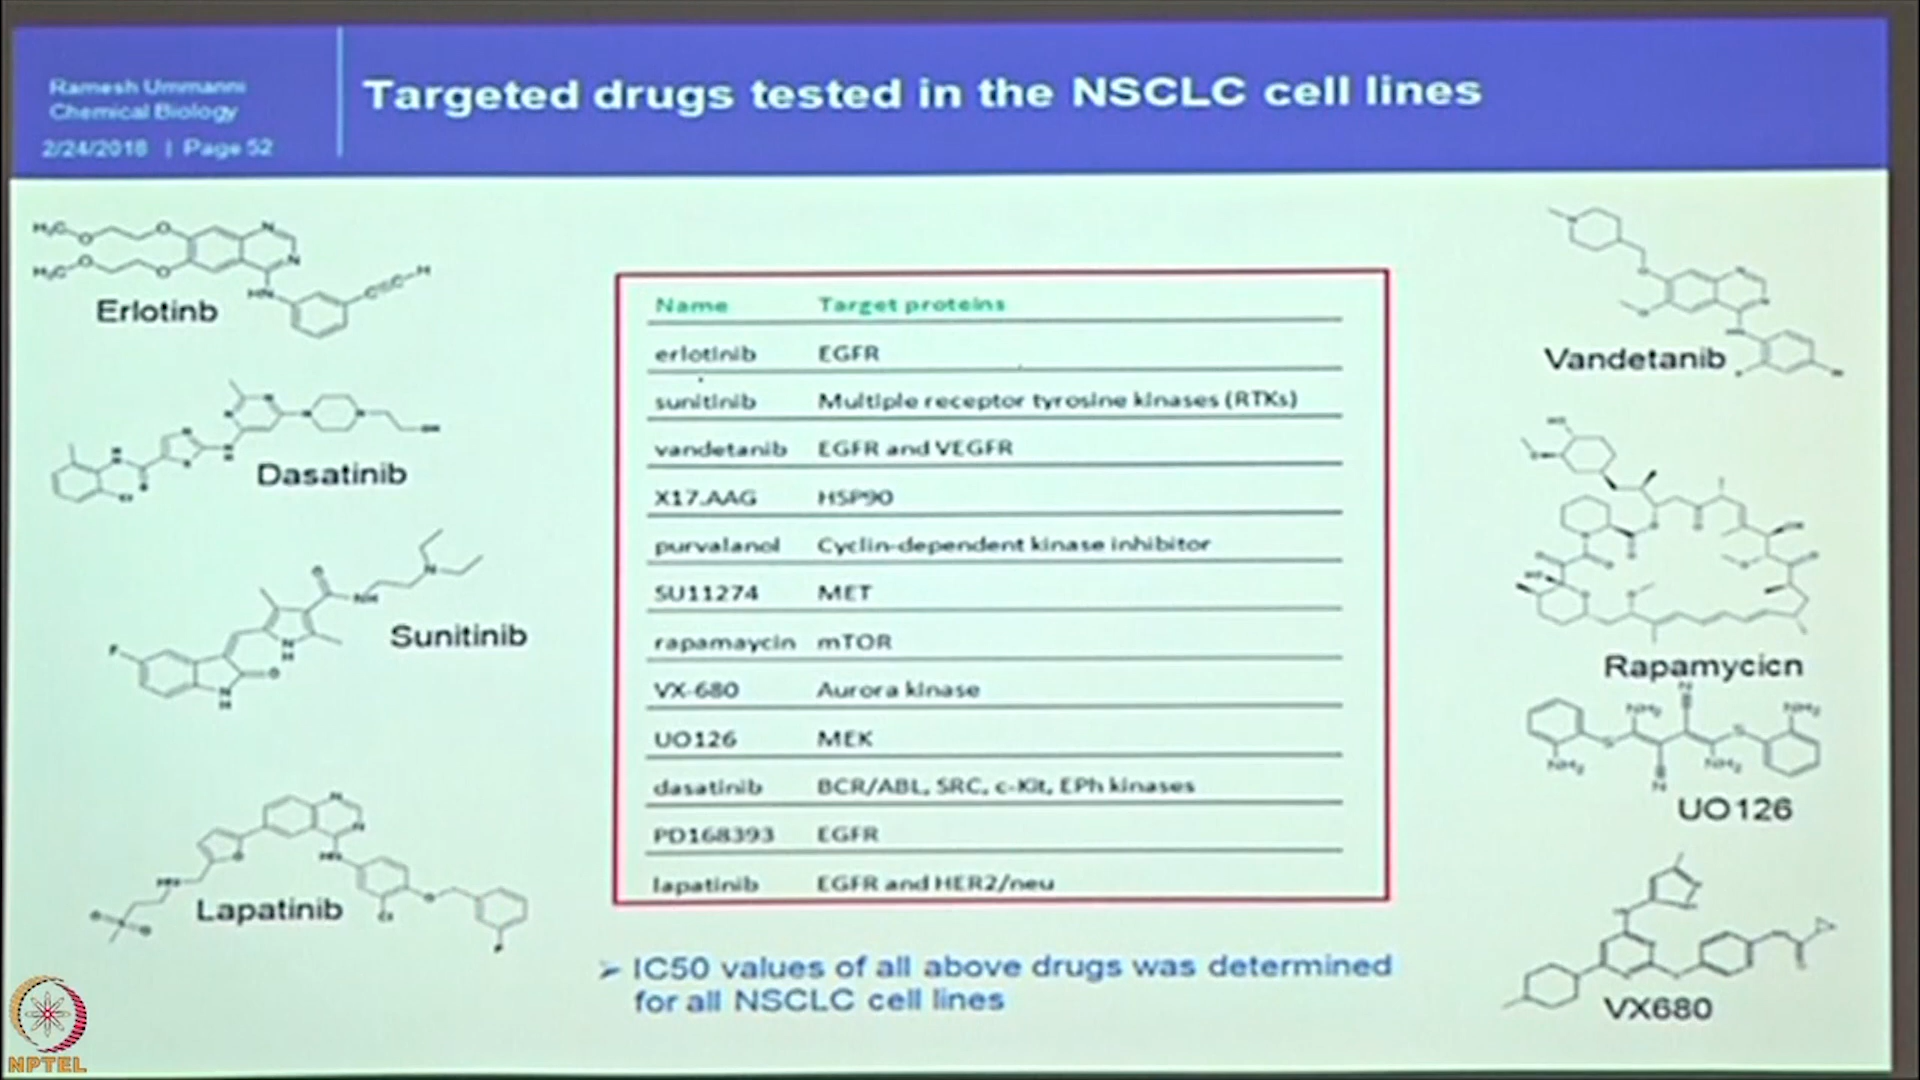 Ramesh Ummanni
Chemical Biology
2/24/2018 | Page 52
Targeted drugs tested in the NSCLC cell lines
Erlotinb
Dasatinib
Sunitinib
Lapatinib
Name Target proteins
erlotinib EGFR
sunitinib Multiple receptor tyrosine kinases (RTKs)
vandetanib EGFR and VEGFR
X17.AAG HSP90
purvalanol Cyclin-dependent kinase inhibitor
SU11274 MET
rapamaycin mTOR
VX-680 Aurora kinase
UO126 MEK
dasatinib BCR/ABL, SRC, c-Kit, EPh kinases
PD168393 EGFR
lapatinib EGFR and HER2/neu
➢ IC50 values of all above drugs was determined
for all NSCLC cell lines
Vandetanib
Rapamycicn
UO126
VX680
NPTEL